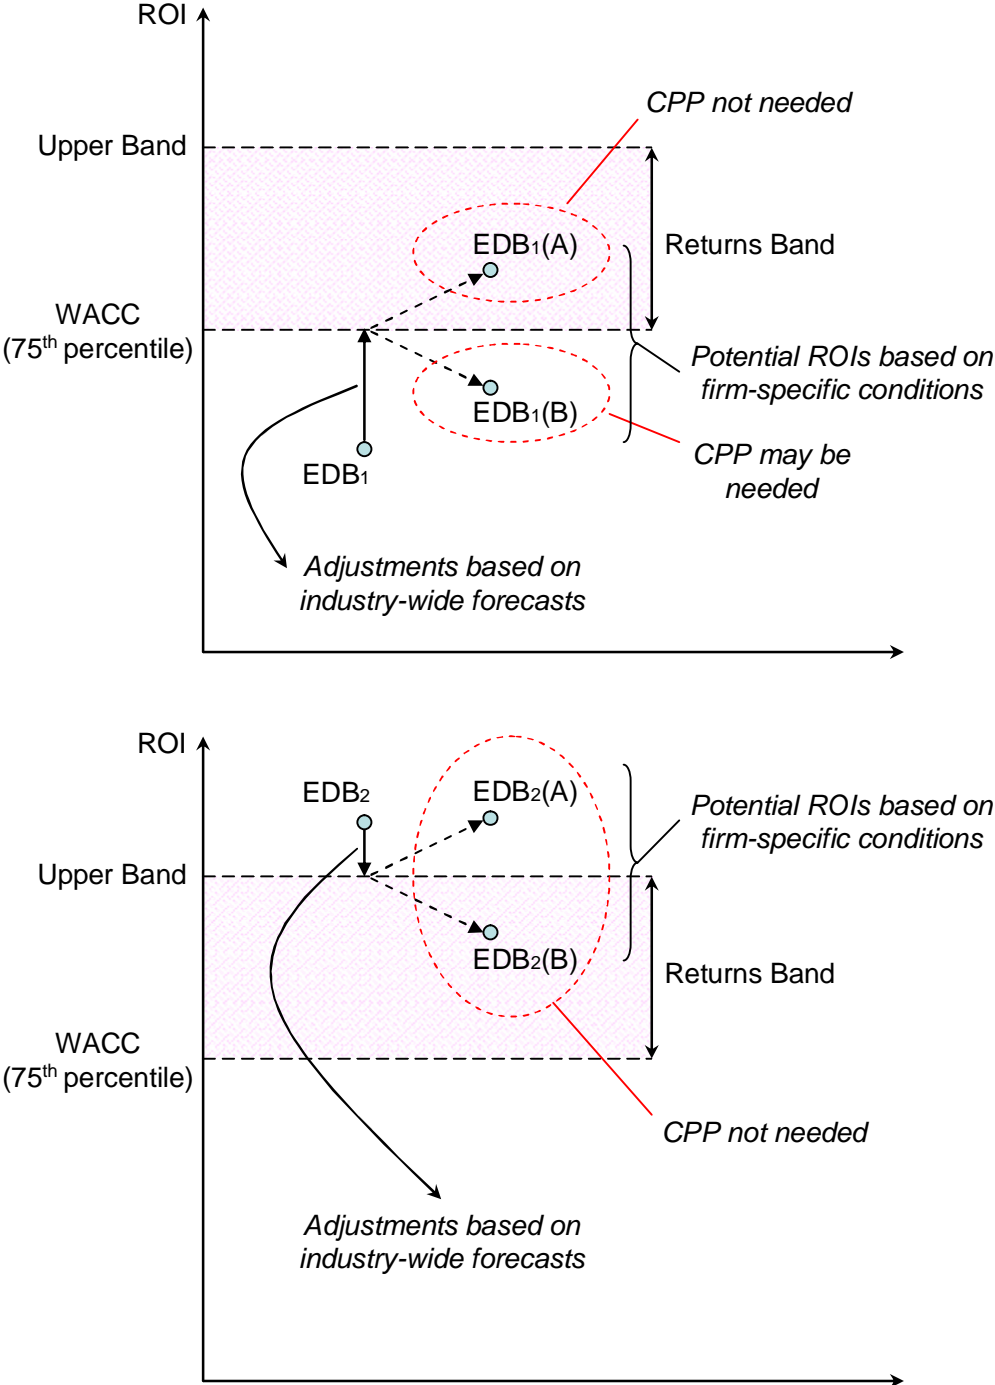 ROI
CPP not needed
Upper Band
EDB₁(A)
Returns Band
WACC
(75ᵗʰ percentile)
Potential ROIs based on
firm-specific conditions
EDB₁(B)
CPP may be
needed
EDB₁
Adjustments based on
industry-wide forecasts
ROI
EDB₂
EDB₂(A)
Potential ROIs based on
firm-specific conditions
Upper Band
EDB₂(B)
Returns Band
WACC
(75ᵗʰ percentile)
CPP not needed
Adjustments based on
industry-wide forecasts